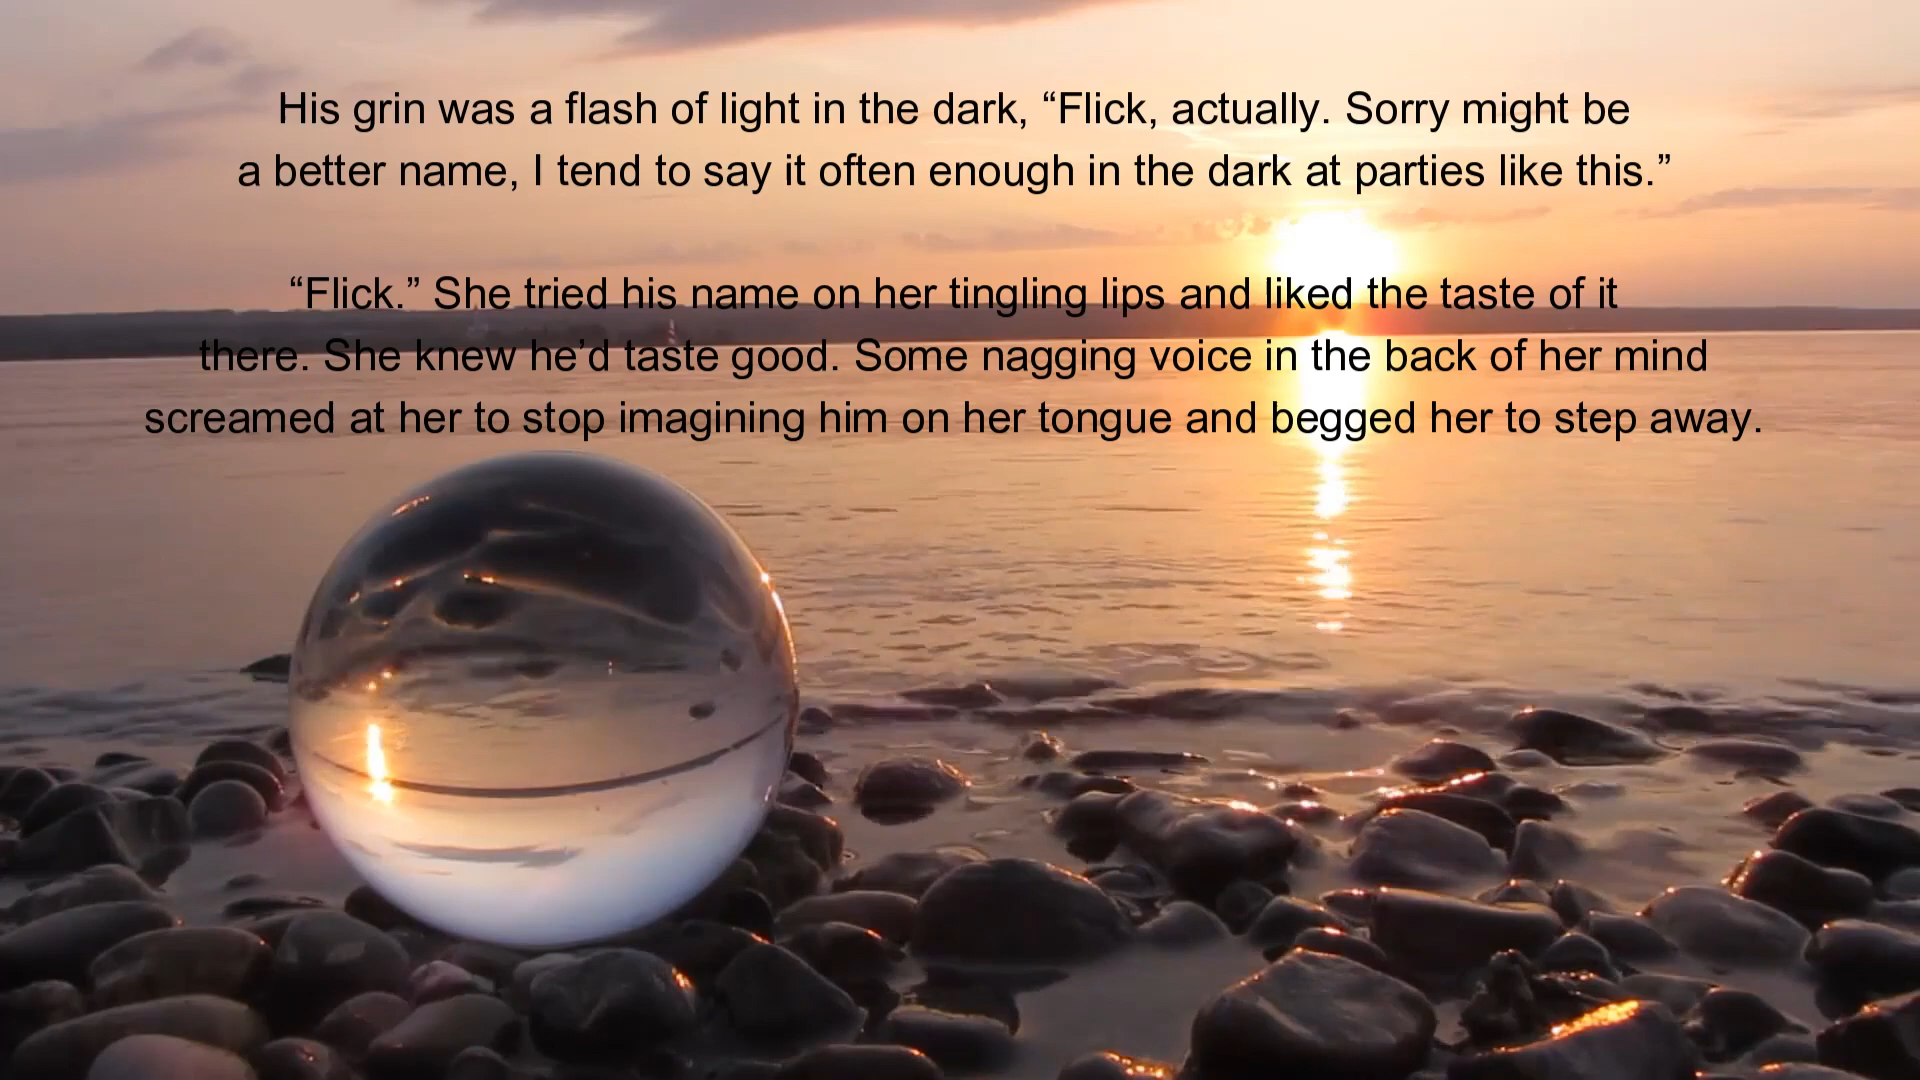 His grin was a flash of light in the dark, “Flick, actually. Sorry might be
a better name, I tend to say it often enough in the dark at parties like this.”
“Flick.” She tried his name on her tingling lips and liked the taste of it
there. She knew he’d taste good. Some nagging voice in the back of her mind
screamed at her to stop imagining him on her tongue and begged her to step away.